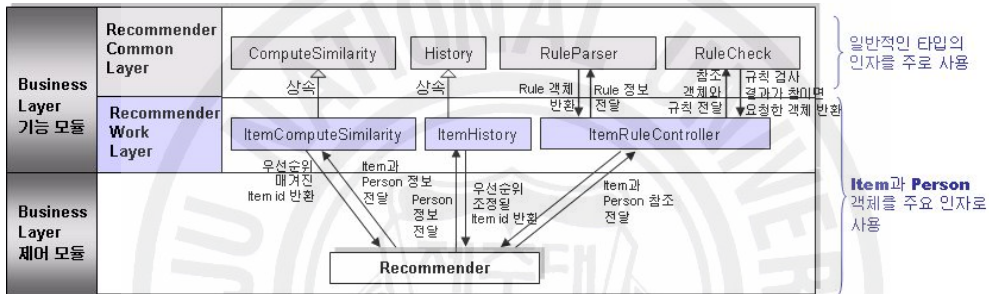 Recommender
Common
Layer
ComputeSimilarity
History
RuleParser
RuleCheck
일반적인 타입의
인자를 주로 사용
Business
Layer
기능 모듈
상속
상속
Rule 객체
반환
Rule 정보
전달
참조
객체와
규칙 전달
규칙 검사
결과가 참이면
요청한 객체 반환
Recommender
Work
Layer
ItemComputeSimilarity
ItemHistory
ItemRuleController
우선순위
매겨진
Item id 반환
Item과
Person 정보
전달
Person
정보
전달
우선순위
조정될
Item id 반환
Item과
Person 참조
전달
Item과 Person
객체를 주요 인자로
사용
Business
Layer
제어 모듈
Recommender